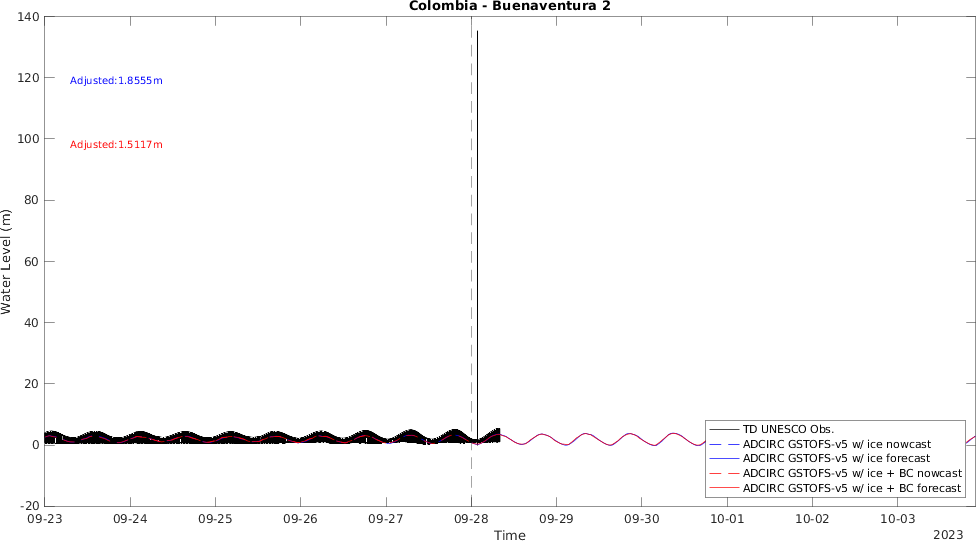 Colombia - Buenaventura 2
140
120
100
80
60
40
20
0
-20
Water Level (m)
Adjusted:1.8555m
Adjusted:1.5117m
TD UNESCO Obs.
ADCIRC GSTOFS-v5 w/ ice nowcast
ADCIRC GSTOFS-v5 w/ ice forecast
ADCIRC GSTOFS-v5 w/ ice + BC nowcast
ADCIRC GSTOFS-v5 w/ ice + BC forecast
09-23 09-24 09-25 09-26 09-27 09-28 09-29 09-30 10-01 10-02 10-03
Time
2023